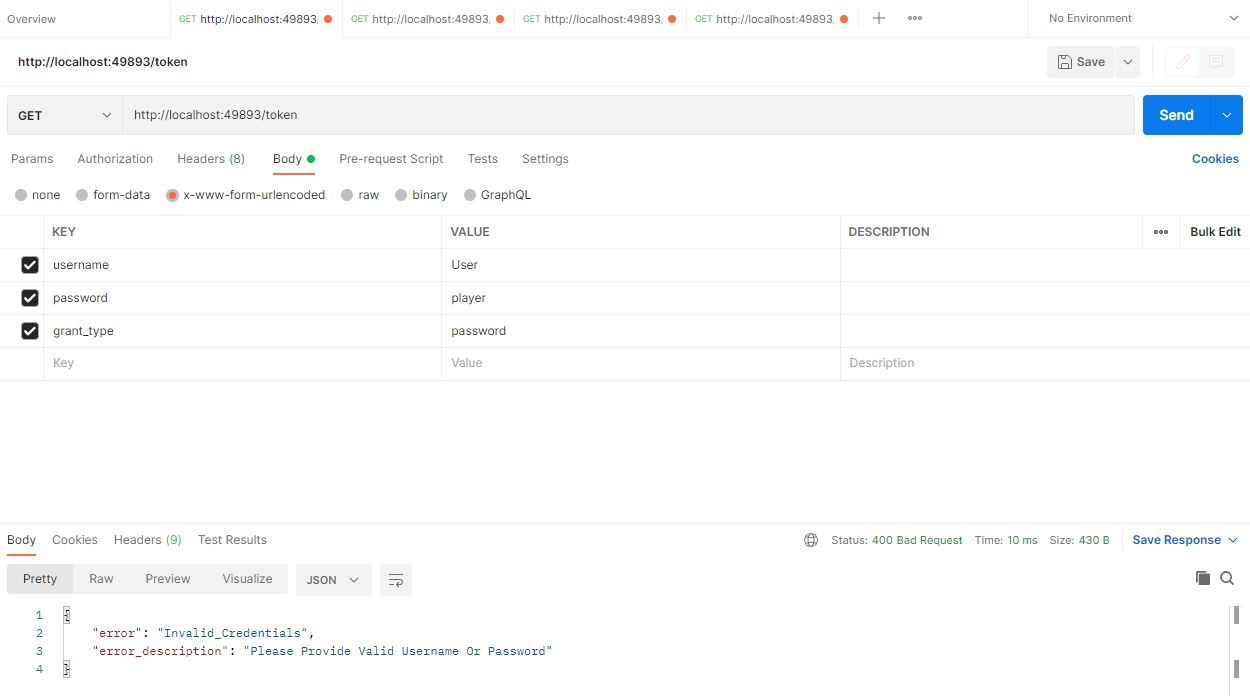 Overview GET http://localhost:49893, GET http://localhost:49893, GET http://localhost:49893, GET http://localhost:49893, No Environment
http://localhost:49893/token Save
GET http://localhost:49893/token Send
Params Authorization Headers (8) Body Pre-request Script Tests Settings Cookies
none form-data x-www-form-urlencoded raw binary GraphQL
KEY VALUE DESCRIPTION Bulk Edit
username User
password player
grant_type password
Key Value Description
Body Cookies Headers (9) Test Results Status: 400 Bad Request Time: 10 ms Size: 430 B Save Response
Pretty Raw Preview Visualize JSON
1 {
2 "error": "Invalid_Credentials",
3 "error_description": "Please Provide Valid Username Or Password"
4 }